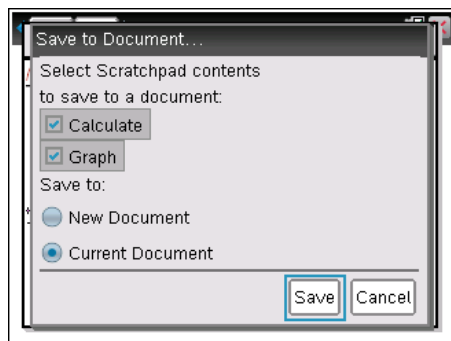 Save to Document...
Select Scratchpad contents
to save to a document:
Calculate
Graph
Save to:
New Document
Current Document
Save Cancel